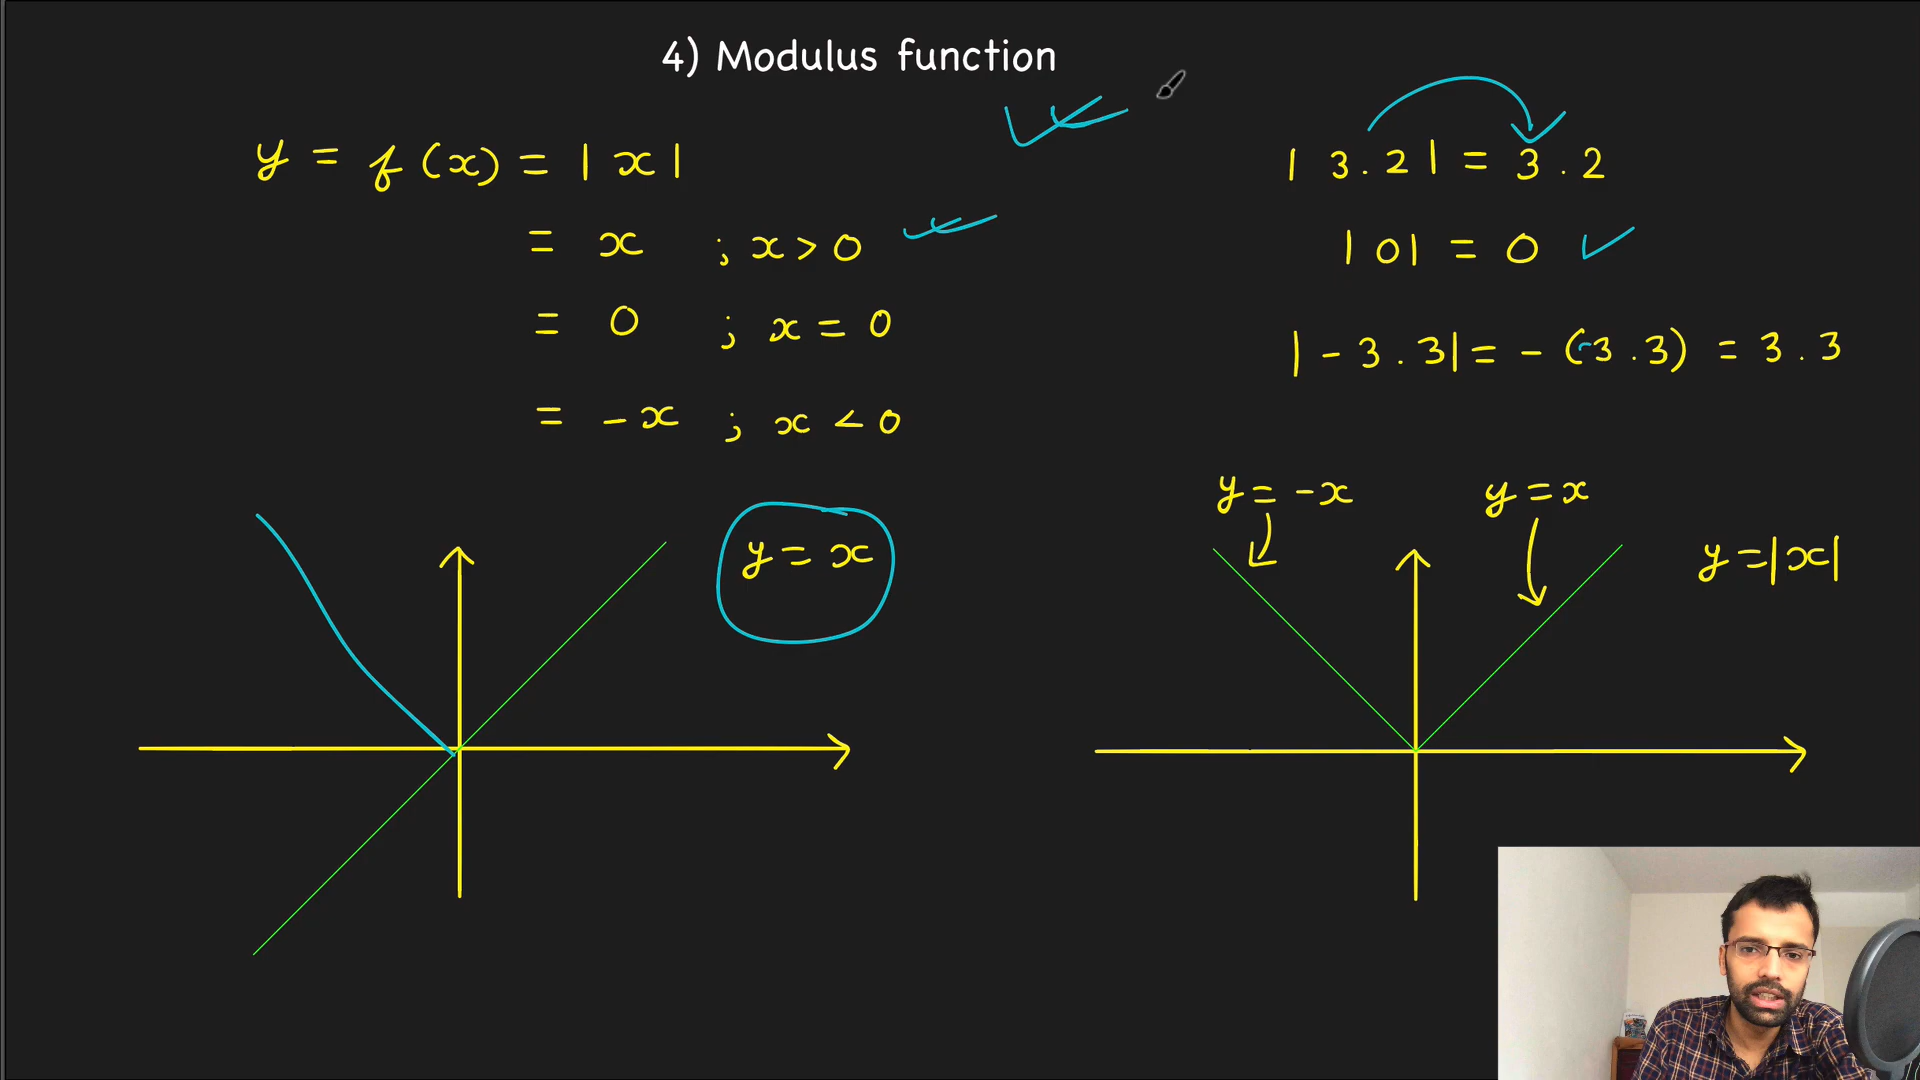 4) Modulus function
y = f(x) = |x|
= x ; x > 0
= 0 ; x = 0
= -x ; x < 0
|3.2| = 3.2
|0| = 0
|-3.3| = -(-3.3) = 3.3
y = x
y = -x
y = x
y = |x|